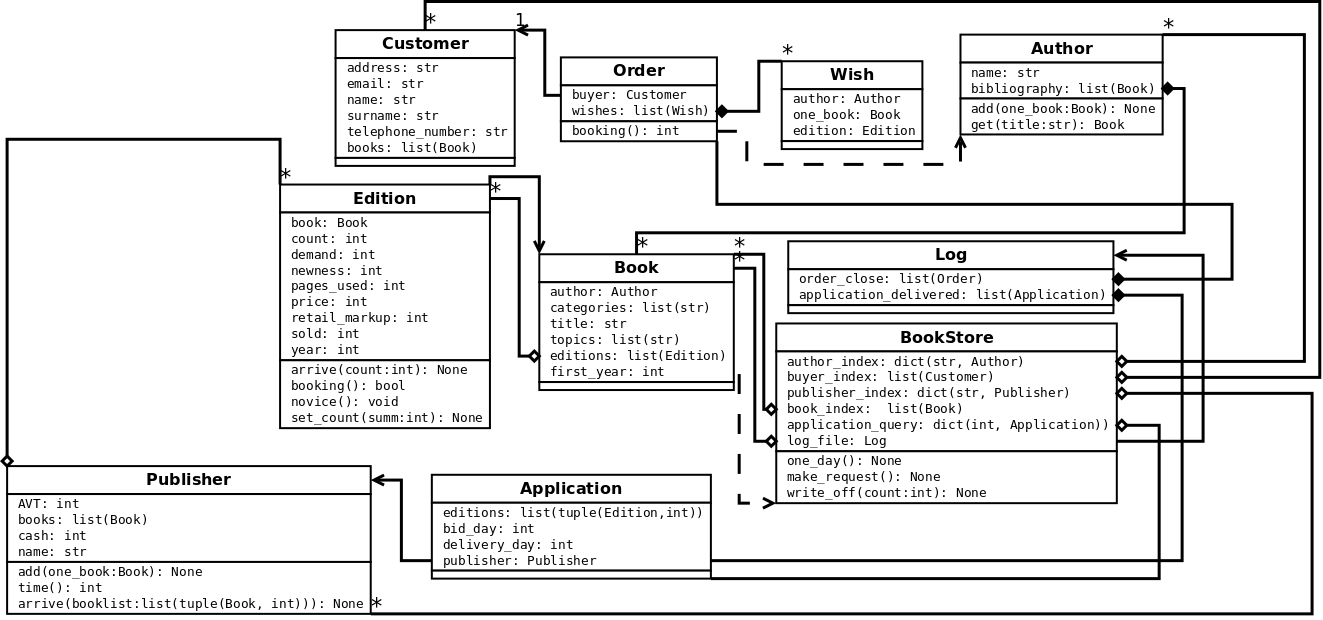 *
1
Customer
address: str
email: str
name: str
surname: str
telephone_number: str
books: list(Book)
Order
buyer: Customer
wishes: list(Wish)
booking(): int
*
Wish
author: Author
one_book: Book
edition: Edition
*
Author
name: str
bibliography: list(Book)
add(one_book:Book): None
get(title:str): Book
*
*
Edition
book: Book
count: int
demand: int
newness: int
pages_used: int
price: int
retail_markup: int
sold: int
year: int
arrive(count:int): None
booking(): bool
novice(): void
set_count(summ:int): None
*
*
*
Book
author: Author
categories: list(str)
title: str
topics: list(str)
editions: list(Edition)
first_year: int
Log
order_close: list(Order)
application_delivered: list(Application)
BookStore
author_index: dict(str, Author)
buyer_index: list(Customer)
publisher_index: dict(str, Publisher)
book_index:  list(Book)
application_query: dict(int, Application))
log_file: Log
one_day(): None
make_request(): None
write_off(count:int): None
Publisher
AVT: int
books: list(Book)
cash: int
name: str
add(one_book:Book): None
time(): int
arrive(booklist:list(tuple(Book, int))): None
*
Application
editions: list(tuple(Edition,int))
bid_day: int
delivery_day: int
publisher: Publisher